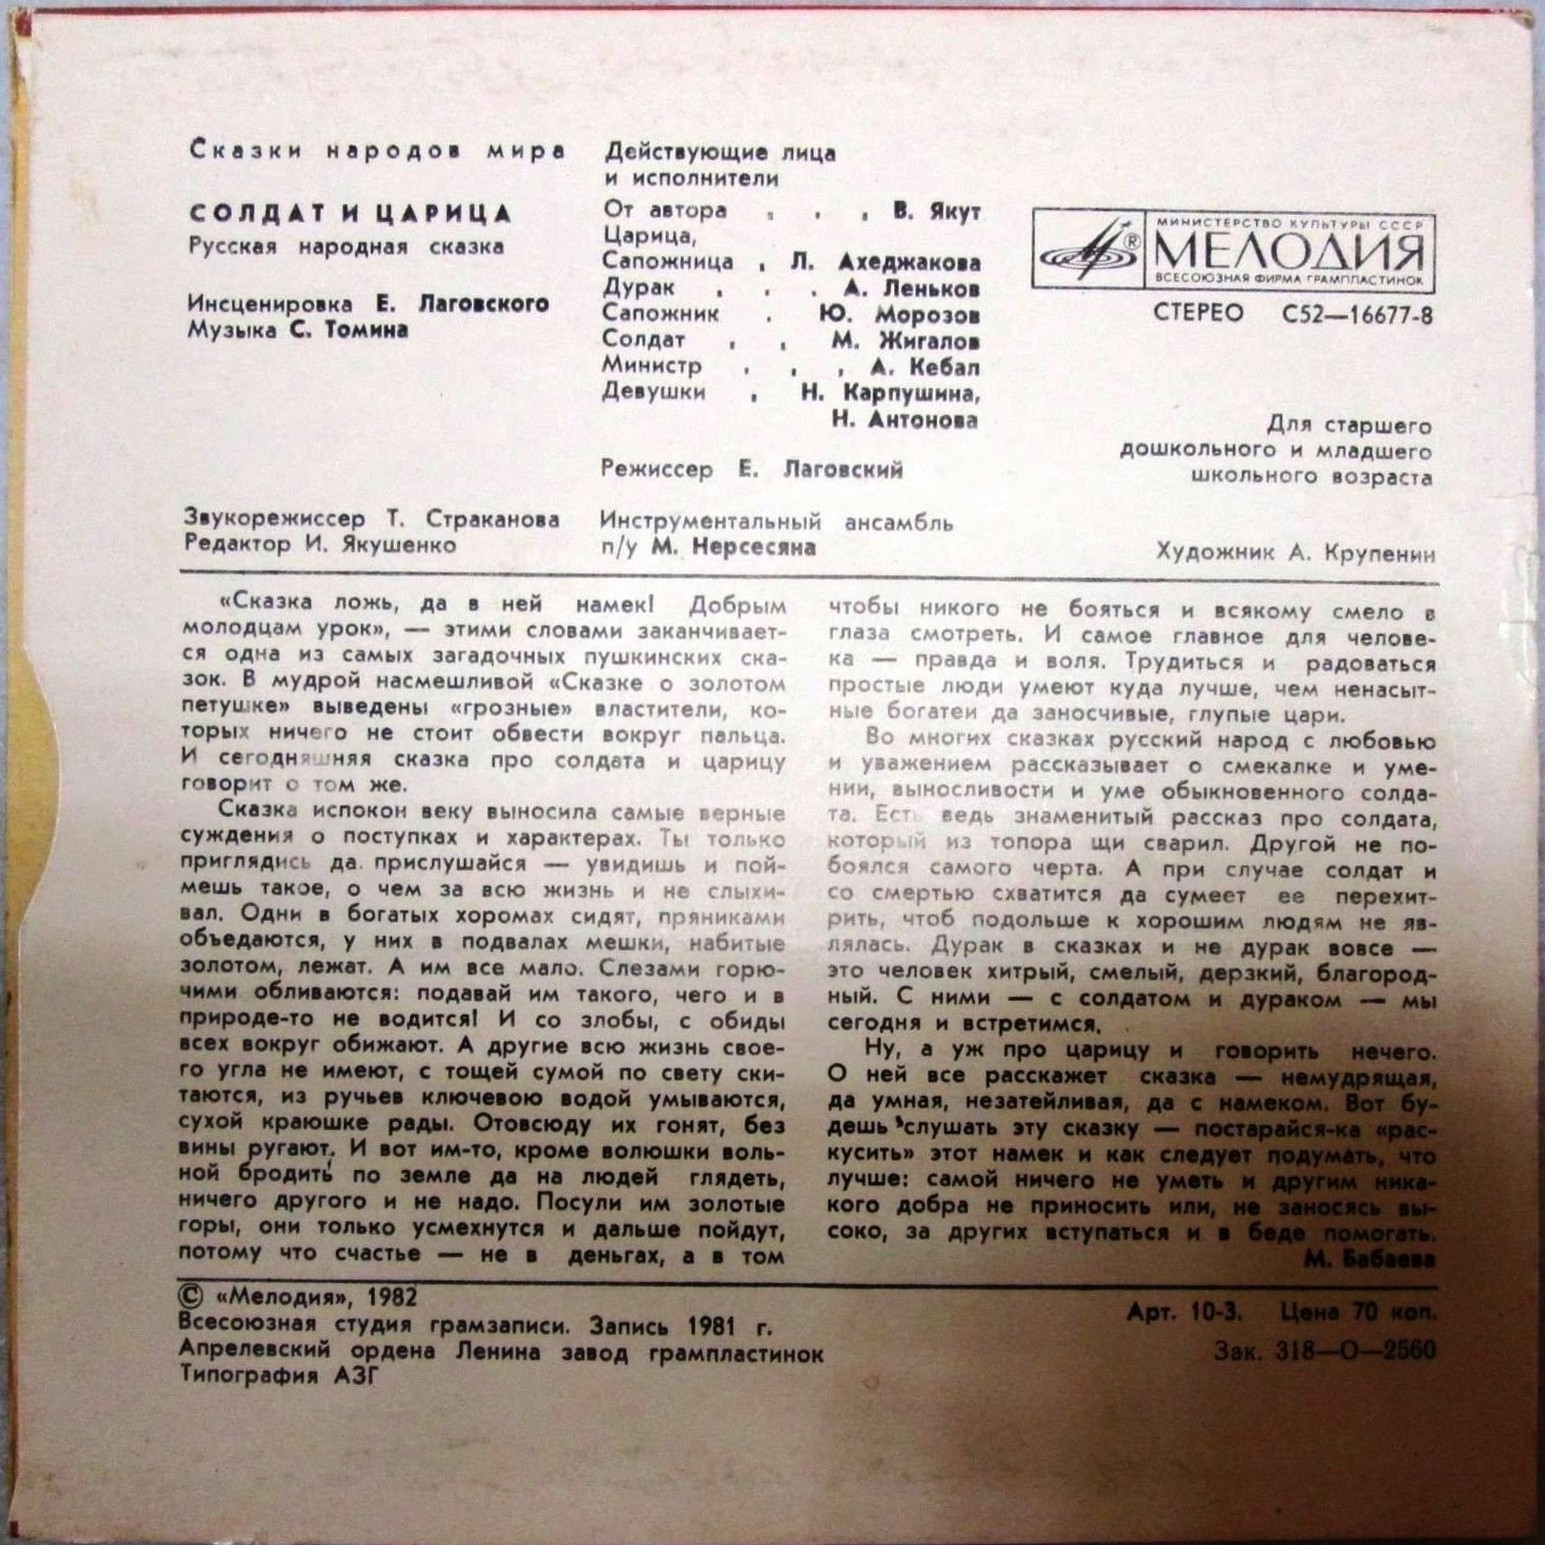 Сказки народов мира
СОЛДАТ И ЦАРИЦА
Русская народная сказка
Инсценировка Е. Лаговского
Музыка С. Томина
Звукорежиссер Т. Страканова
Редактор И. Якушенко
Действующие лица
и исполнители
От автора . . . В. Якут
Царица,
Сапожница . Л. Ахеджакова
Дурак . . . А. Леньков
Сапожник . Ю. Морозов
Солдат . . М. Жигалов
Министр . . . А. Кебал
Девушки . Н. Карпушина,
Н. Антонова
Режиссер Е. Лаговский
Инструментальный ансамбль
п/у М. Нерсесяна
МИНИСТЕРСТВО КУЛЬТУРЫ СССР
МЕЛОДИЯ
ВСЕСОЮЗНАЯ ФИРМА ГРАМПЛАСТИНОК
СТЕРЕО С52—16677-8
Для старшего
дошкольного и младшего
школьного возраста
Художник А. Крупенин
«Сказка ложь, да в ней намек! Добрым
молодцам урок», — этими словами заканчивает-
ся одна из самых загадочных пушкинских ска-
зок. В мудрой насмешливой «Сказке о золотом
петушке» выведены «грозные» властители, ко-
торых ничего не стоит обвести вокруг пальца.
И сегодняшняя сказка про солдата и царицу
говорит о том же.
Сказка испокон веку выносила самые верные
суждения о поступках и характерах. Ты только
приглядись да прислушайся — увидишь и пой-
мешь такое, о чем за всю жизнь и не слыхи-
вал. Одни в богатых хоромах сидят, пряниками
объедаются, у них в подвалах мешки, набитые
золотом, лежат. А им все мало. Слезами горю-
чими обливаются: подавай им такого, чего и в
природе-то не водится! И со злобы, с обиды
всех вокруг обижают. А другие всю жизнь свое-
го угла не имеют, с тощей сумой по свету ски-
таются, из ручьев ключевою водой умываются,
сухой краюшке рады. Отовсюду их гонят, без
вины ругают. И вот им-то, кроме волюшки воль-
ной бродить по земле да на людей глядеть,
ничего другого и не надо. Посули им золотые
горы, они только усмехнутся и дальше пойдут,
потому что счастье — не в деньгах, а в том
чтобы никого не бояться и всякому смело в
глаза смотреть. И самое главное для челове-
ка — правда и воля. Трудиться и радоваться
простые люди умеют куда лучше, чем ненасыт-
ные богатеи да заносчивые, глупые цари.
Во многих сказках русский народ с любовью
и уважением рассказывает о смекалке и уме-
нии, выносливости и уме обыкновенного солда-
та. Есть ведь знаменитый рассказ про солдата,
который из топора щи сварил. Другой не по-
боялся самого черта. А при случае солдат и
со смертью схватится да сумеет ее перехит-
рить, чтоб подольше к хорошим людям не яв-
лялась. Дурак в сказках и не дурак вовсе —
это человек хитрый, смелый, дерзкий, благород-
ный. С ними — с солдатом и дураком — мы
сегодня и встретимся.
Ну, а уж про царицу и говорить нечего.
О ней все расскажет сказка — немудрящая,
да умная, незатейливая, да с намеком. Вот бу-
дешь слушать эту сказку — постарайся-ка «рас-
кусить» этот намек и как следует подумать, что
лучше: самой ничего не уметь и другим ника-
кого добра не приносить или, не заносясь вы-
соко, за других вступаться и в беде помогать.
М. Бабаева
© «Мелодия», 1982
Всесоюзная студия грамзаписи. Запись 1981 г.
Апрелевский ордена Ленина завод грампластинок
Типография АЗГ
Арт. 10-3. Цена 70 коп.
Зак. 318—О—2560